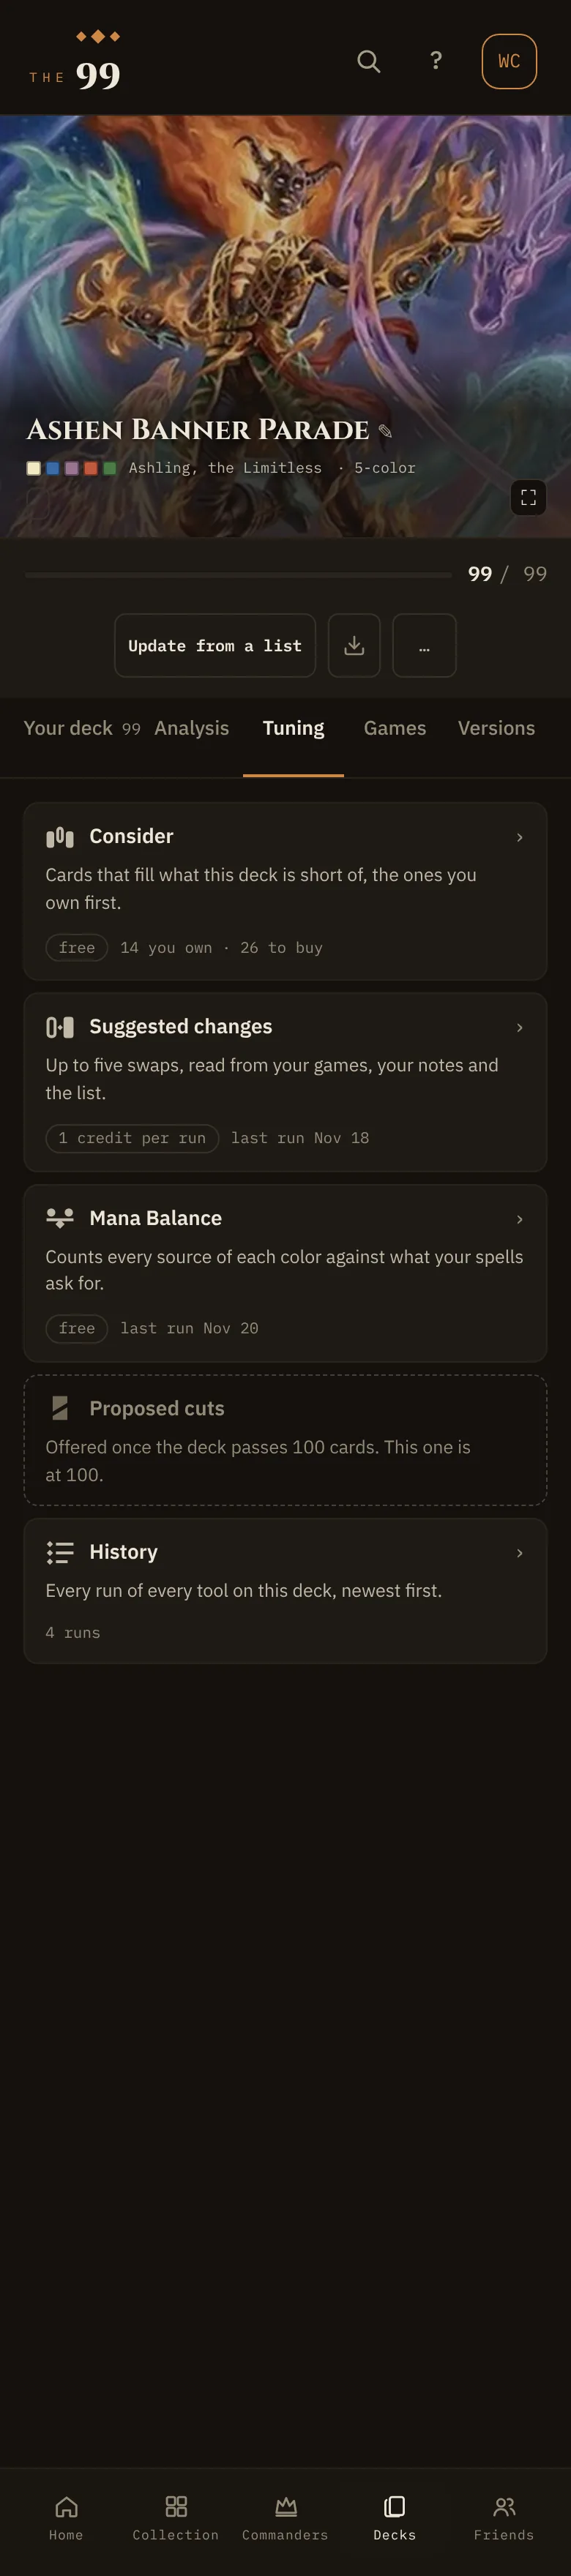 THE 99
?
WC
Ashen Banner Parade ✎
Ashling, the Limitless · 5-color
99 / 99
Update from a list
…
Your deck 99 Analysis Tuning Games Versions
Consider ›
Cards that fill what this deck is short of, the ones you
own first.
free 14 you own · 26 to buy
Suggested changes ›
Up to five swaps, read from your games, your notes and
the list.
1 credit per run last run Nov 18
Mana Balance ›
Counts every source of each color against what your spells
ask for.
free last run Nov 20
Proposed cuts
Offered once the deck passes 100 cards. This one is
at 100.
History ›
Every run of every tool on this deck, newest first.
4 runs
Home Collection Commanders Decks Friends